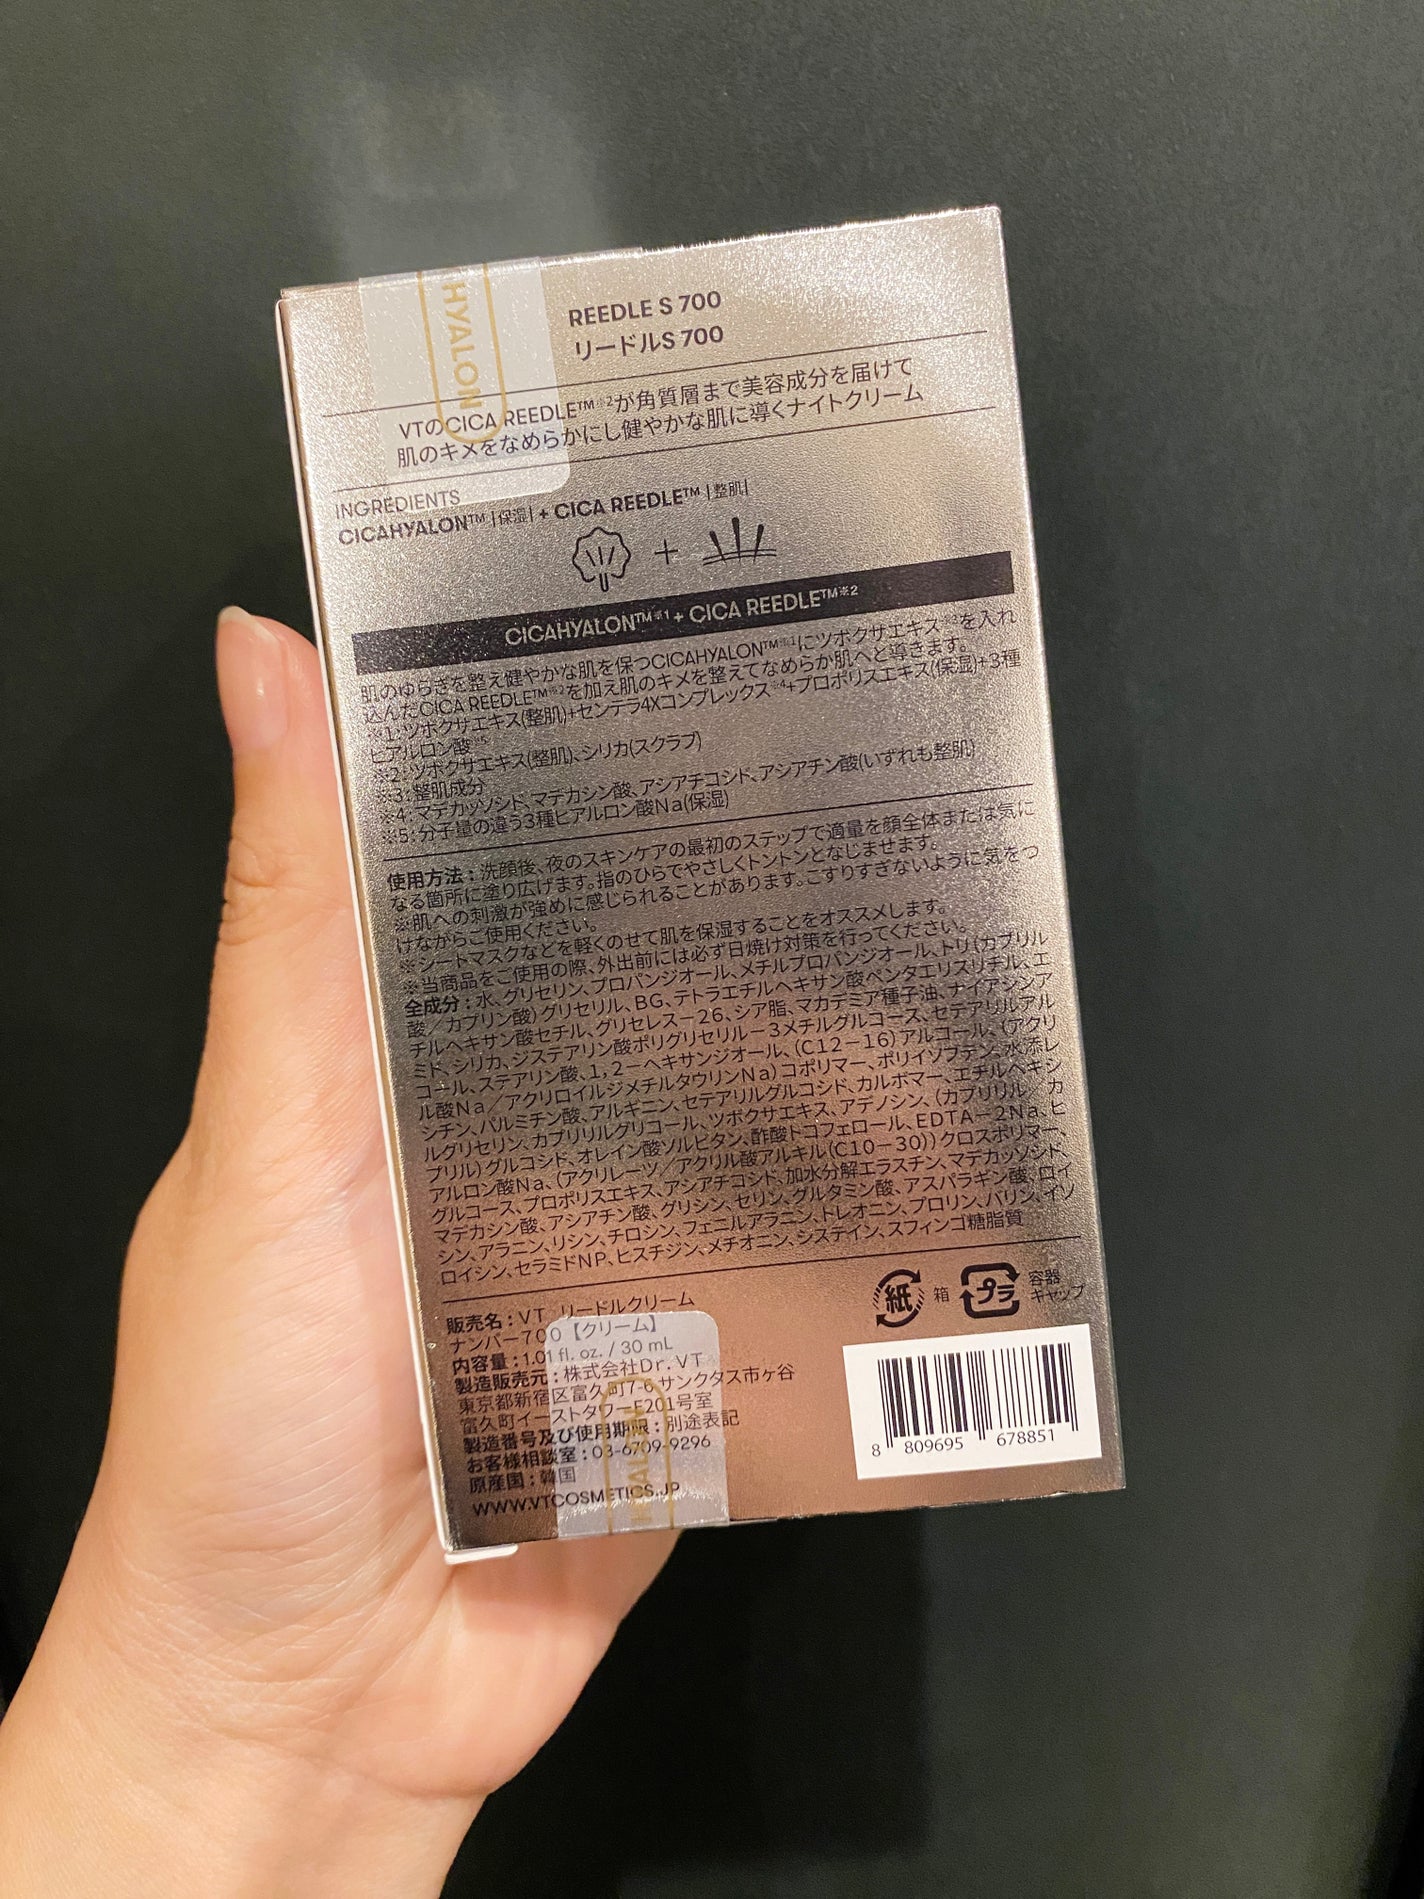 HYALON
REEDLE S 700
リードルS 700
VTのCICA REEDLE™※2が角質層まで美容成分を届けて
肌のキメをなめらかにし健やかな肌に導くナイトクリーム
INGREDIENTS
CICAHYALON™ |保湿| + CICA REEDLE™ |整肌|
+
CICAHYALON™※1 + CICA REEDLE™※2
肌のゆらぎを整え健やかな肌を保つCICAHYALON™※1にツボクサエキス※3を入れ
込んだCICA REEDLE™※2を加え肌のキメを整えてなめらか肌へと導きます。
※1:ツボクサエキス(整肌)+センテラ4Xコンプレックス※4+プロポリスエキス(保湿)+3種
ヒアルロン酸※5
※2:ツボクサエキス(整肌)、シリカ(スクラブ)
※3:整肌成分
※4:マデカッソシド、マデカシン酸、アシアチコシド、アシアチン酸(いずれも整肌)
※5:分子量の違う3種ヒアルロン酸Na(保湿)
使用方法:洗顔後、夜のスキンケアの最初のステップで適量を顔全体または気に
なる箇所に塗り広げます。指のひらでやさしくトントンとなじませます。
※肌への刺激が強めに感じられることがあります。こすりすぎないように気をつ
けながらご使用ください。
※シートマスクなどを軽くのせて肌を保湿することをオススメします。
※当商品をご使用の際、外出前には必ず日焼け対策を行ってください。
全成分:水、グリセリン、プロパンジオール、メチルプロパンジオール、トリ(カプリル
酸/カプリン酸)グリセリル、BG、テトラエチルヘキサン酸ペンタエリスリチル、エ
チルヘキサン酸セチル、グリセレス-26、シア脂、マカデミア種子油、ナイアシンア
ミド、シリカ、ジステアリン酸ポリグリセリル-3メチルグルコース、セテアリルアル
コール、ステアリン酸、1,2-ヘキサンジオール、(C12-16)アルコール、(アクリ
ル酸Na/アクリロイルジメチルタウリンNa)コポリマー、ポリイソブテン、水添レ
シチン、パルミチン酸、アルギニン、セテアリルグルコシド、カルボマー、エチルヘキシ
ルグリセリン、カプリリルグリコール、ツボクサエキス、アデノシン、(カプリリル/カ
プリル)グルコシド、オレイン酸ソルビタン、酢酸トコフェロール、EDTA-2Na、ヒ
アルロン酸Na、(アクリレーツ/アクリル酸アルキル(C10-30))クロスポリマー、
グルコース、プロポリスエキス、アシアチコシド、加水分解エラスチン、マデカッソシド、
マデカシン酸、アシアチン酸、グリシン、セリン、グルタミン酸、アスパラギン酸、ロイ
シン、アラニン、リシン、チロシン、フェニルアラニン、トレオニン、プロリン、バリン、イソ
ロイシン、セラミドNP、ヒスチジン、メチオニン、システイン、スフィンゴ糖脂質
紙 箱 プラ 容器
キャップ
販売名:VT リードルクリーム
ナンバー700【クリーム】
内容量:1.01 fl. oz. / 30 mL
製造販売元:株式会社Dr.VT
東京都新宿区富久町7-6 サンクタス市ヶ谷
富久町イーストタワーE201号室
製造番号及び使用期限:別途表記
お客様相談室:03-6709-9296
原産国:韓国
WWW.VTCOSMETICS.JP
8 809695 678851